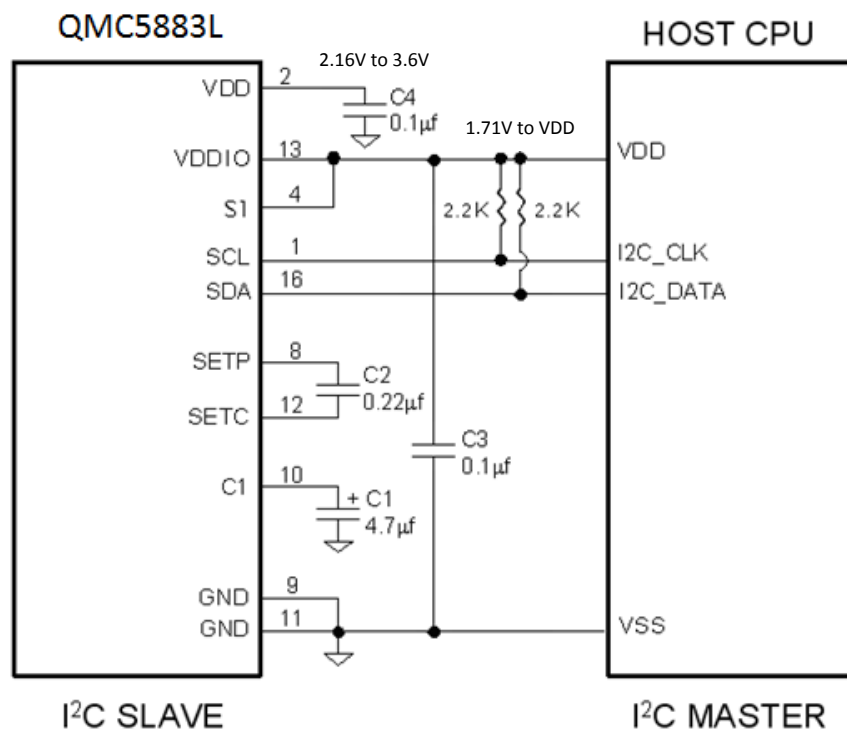 QMC5883L
HOST CPU
2.16V to 3.6V
VDD 2
C4
0.1µf
1.71V to VDD
VDDIO 13
VDD
S1 4
2.2K 2.2K
SCL 1
I2C_CLK
SDA 16
I2C_DATA
SETP 8
C2
0.22µf
SETC 12
C3
0.1µf
C1 10
+ C1
4.7µf
GND 9
GND 11
VSS
I²C SLAVE
I²C MASTER